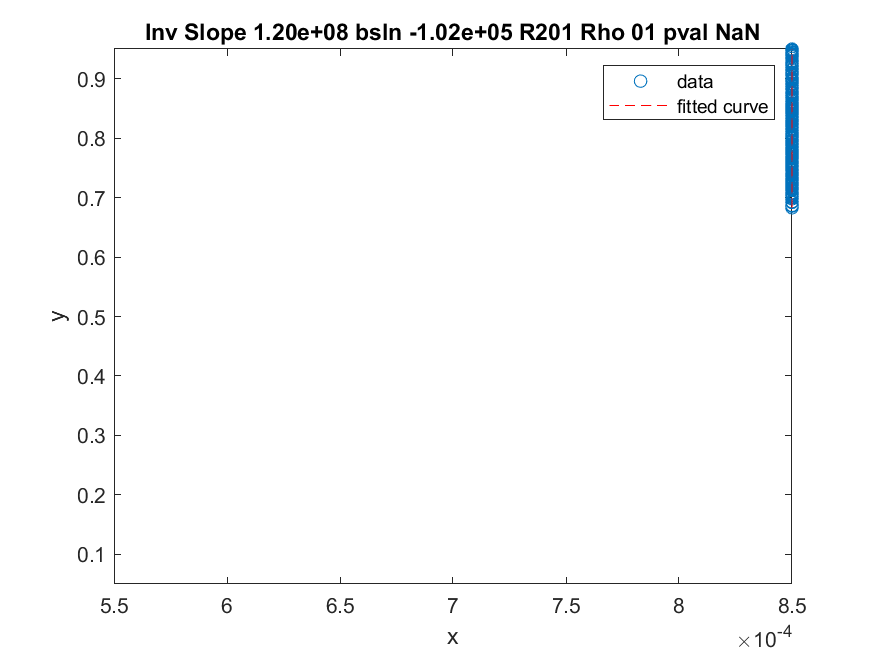 Inv Slope 1.20e+08 bsln -1.02e+05 R201 Rho 01 pval NaN
data
fitted curve
0.9
0.8
0.7
0.6
0.5
0.4
0.3
0.2
0.1
y
5.5 6 6.5 7 7.5 8 8.5
x
×10⁻⁴